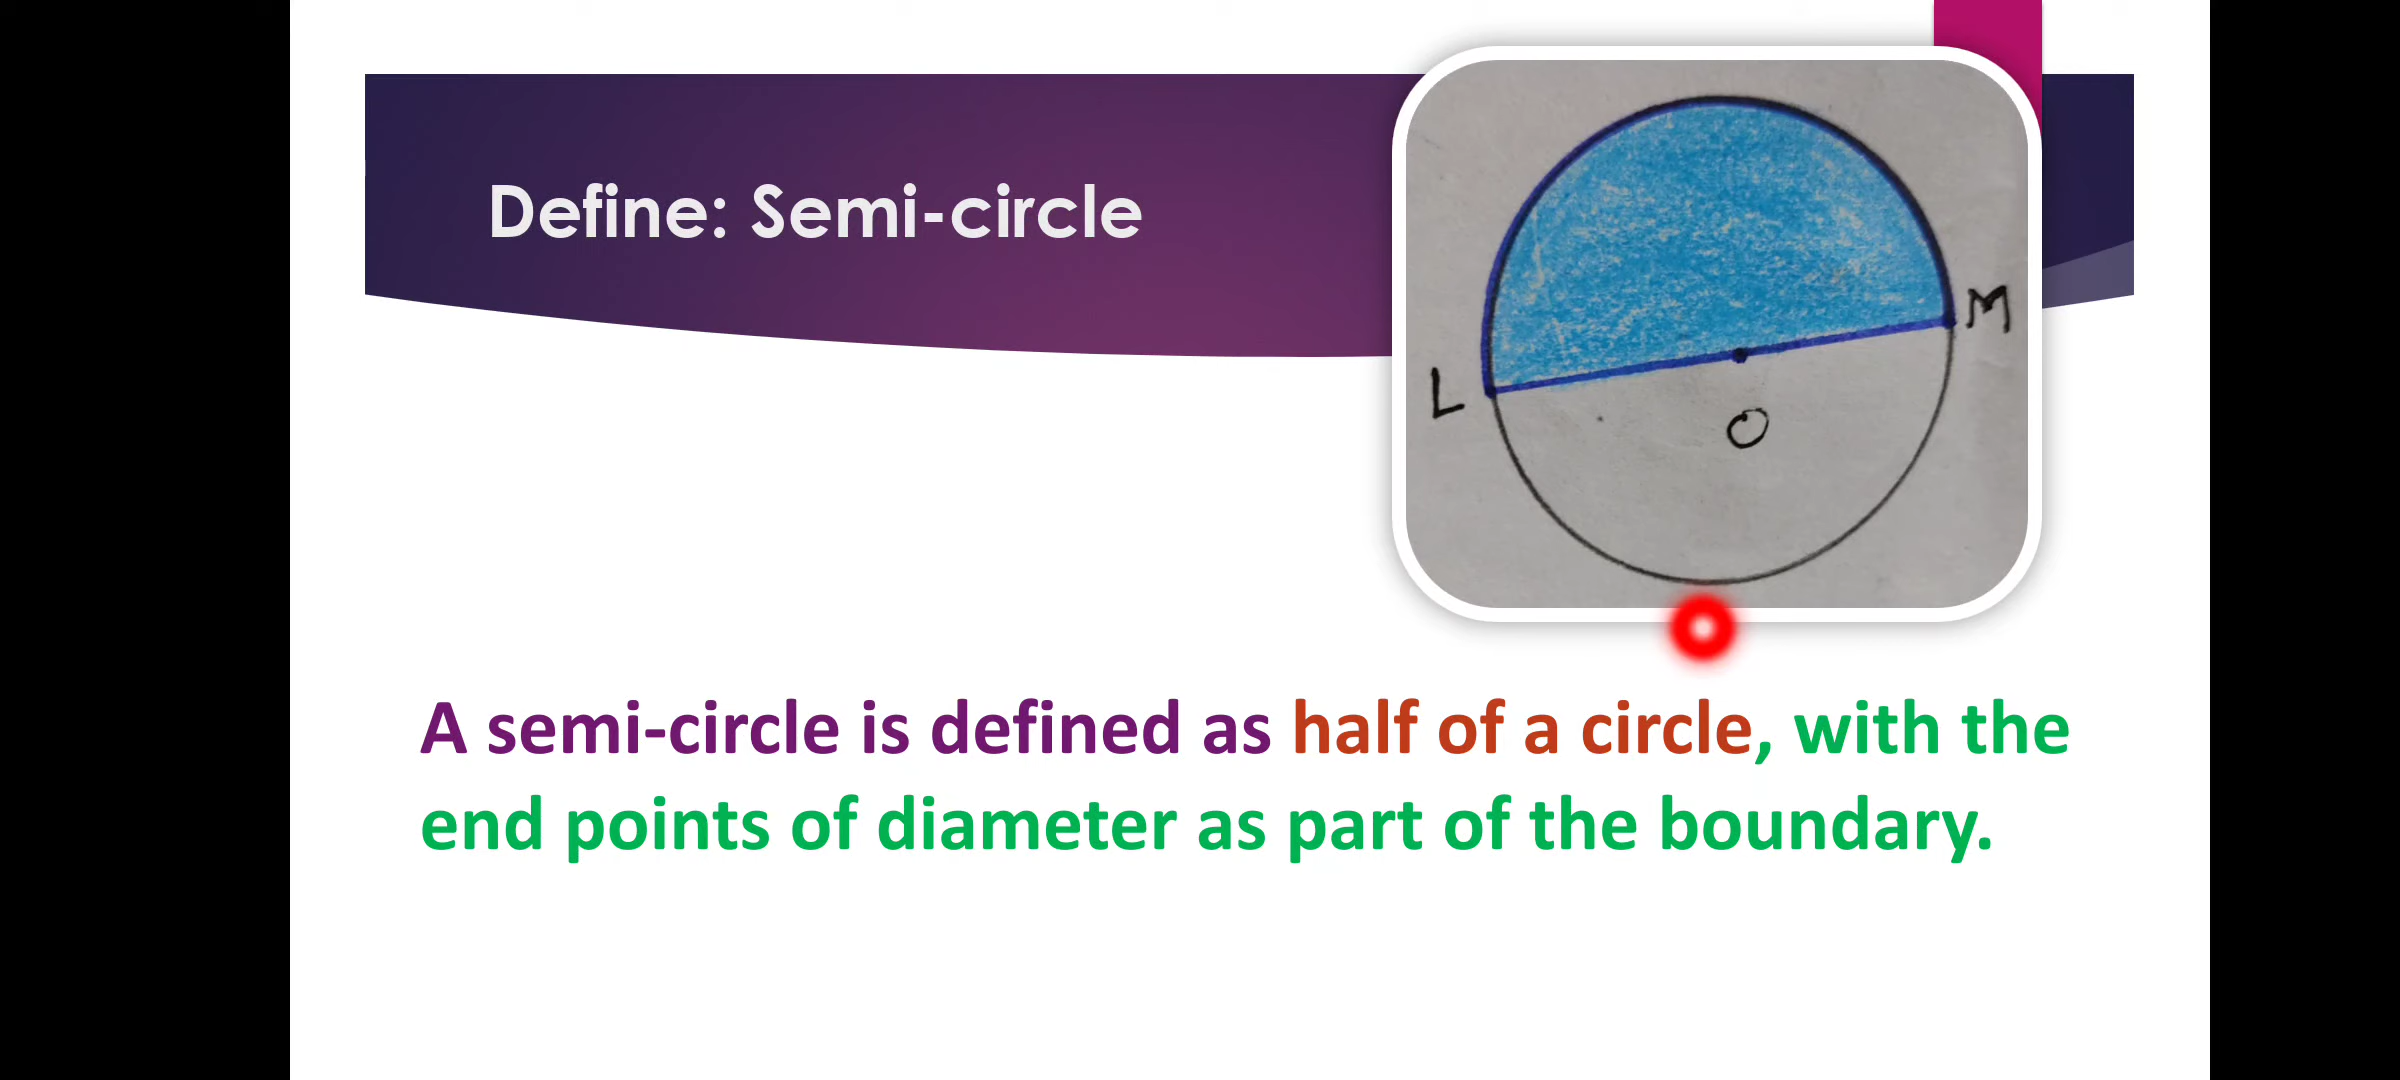 Define: Semi-circle
M
L
O
A semi-circle is defined as half of a circle, with the
end points of diameter as part of the boundary.